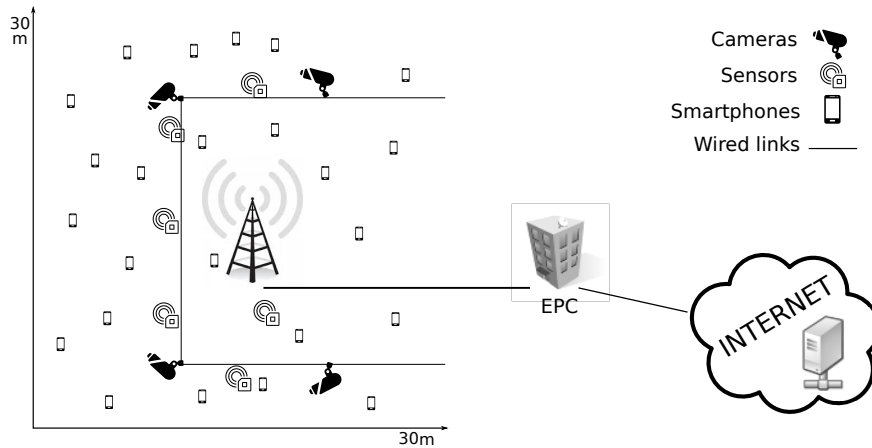 30
m
Cameras
Sensors
Smartphones
Wired links
EPC
INTERNET
30m